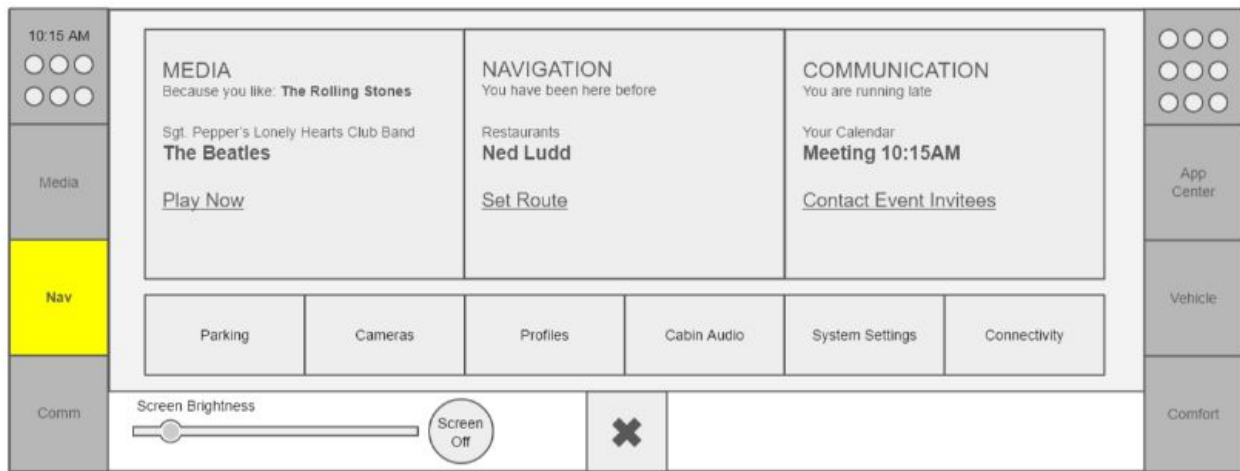 10:15 AM
Media
Nav
Comm
MEDIA
Because you like: The Rolling Stones
Sgt. Pepper's Lonely Hearts Club Band
The Beatles
Play Now
NAVIGATION
You have been here before
Restaurants
Ned Ludd
Set Route
COMMUNICATION
You are running late
Your Calendar
Meeting 10:15AM
Contact Event Invitees
Parking
Cameras
Profiles
Cabin Audio
System Settings
Connectivity
Screen Brightness
Screen
Off
App
Center
Vehicle
Comfort